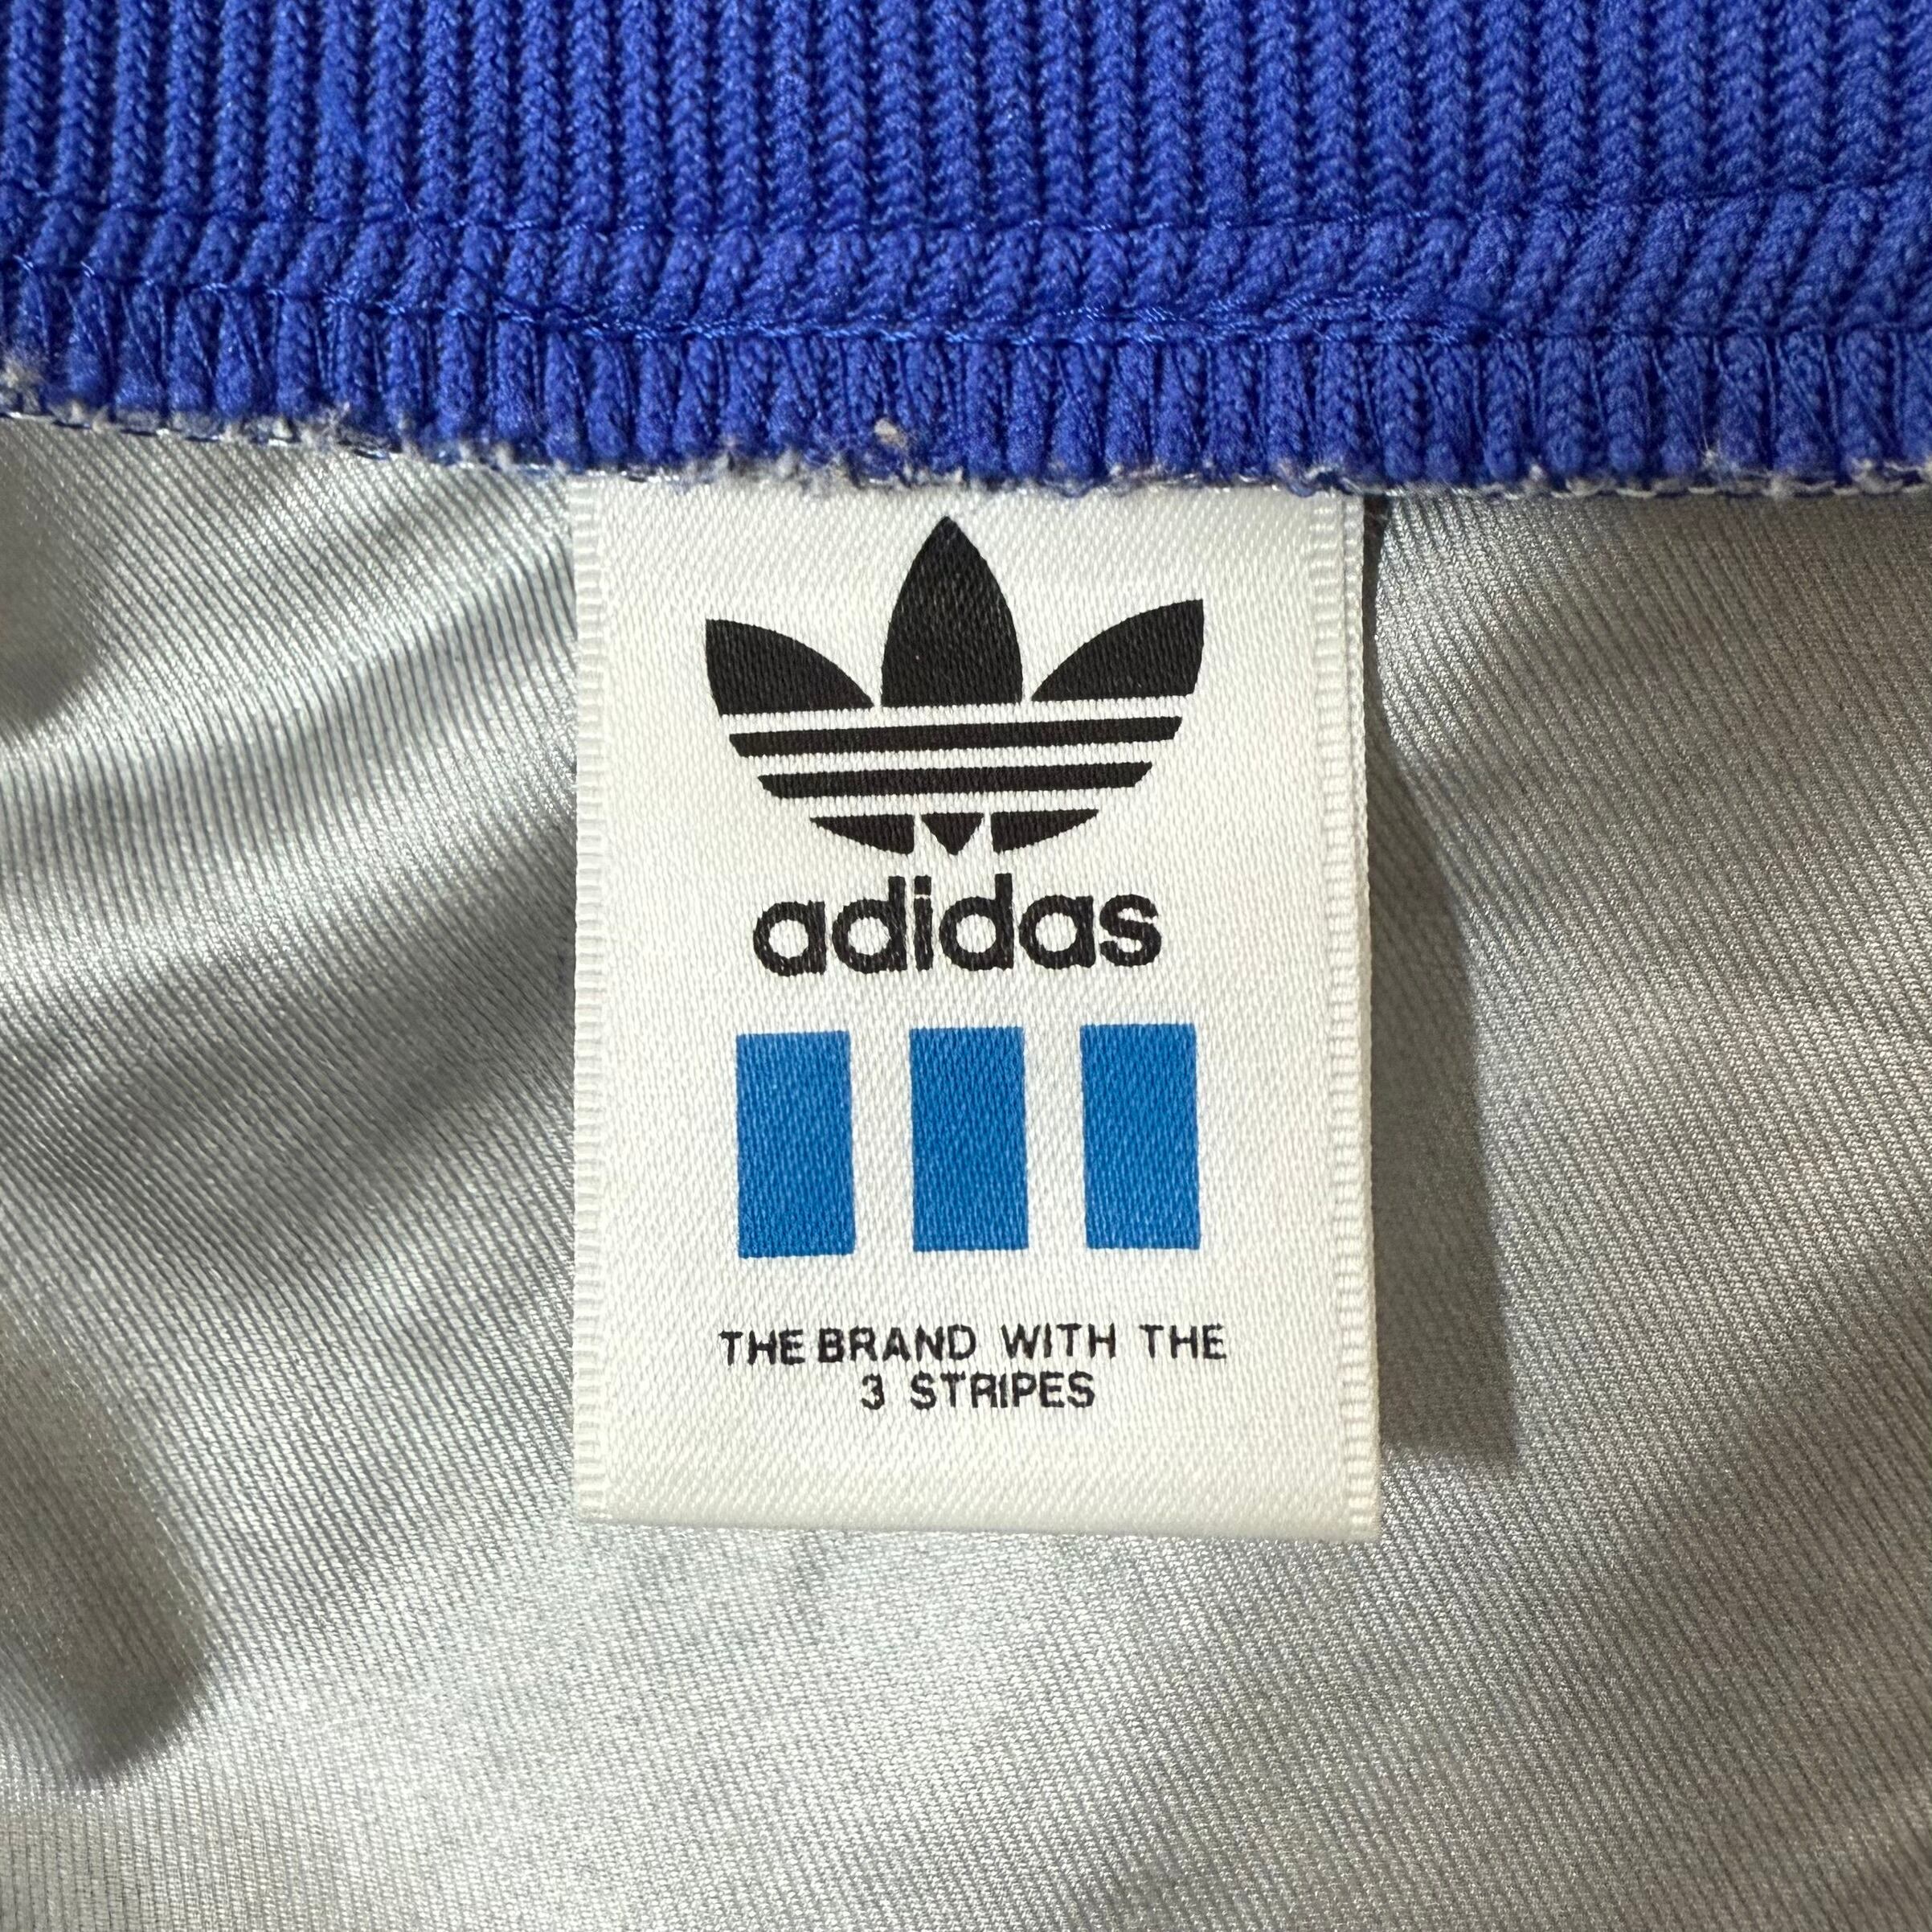 adidas
THE BRAND WITH THE
3 STRIPES